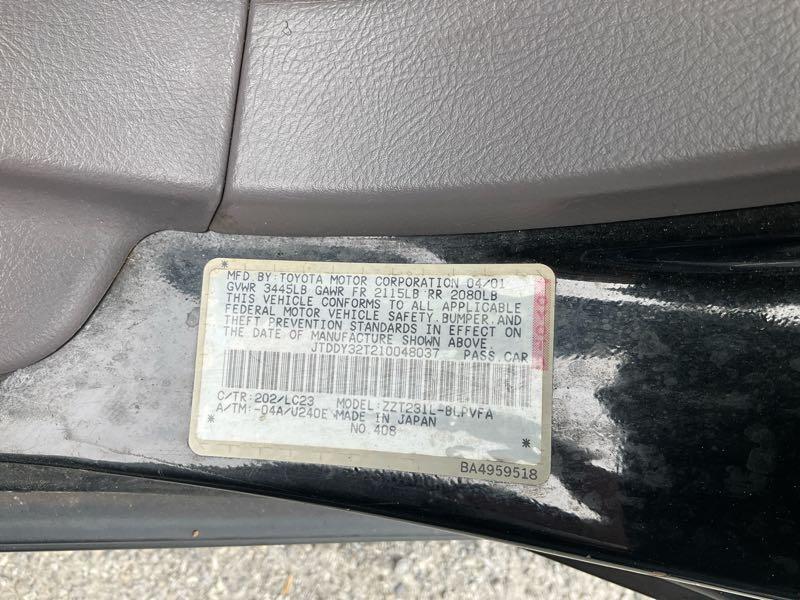 MFD BY: TOYOTA MOTOR CORPORATION 04/01
GVWR 3445LB GAWR FR 2115LB RR 2080LB
THIS VEHICLE CONFORMS TO ALL APPLICABLE
FEDERAL MOTOR VEHICLE SAFETY, BUMPER, AND
THEFT PREVENTION STANDARDS IN EFFECT ON
THE DATE OF MANUFACTURE SHOWN ABOVE
JTDDY32T210048037 PASS CAR
C/TR: 202/LC23 MODEL: ZZT231L-BLPVFA
A/TM: -04A/U240E MADE IN JAPAN
NO. 408
BA4959518
TOYOTA